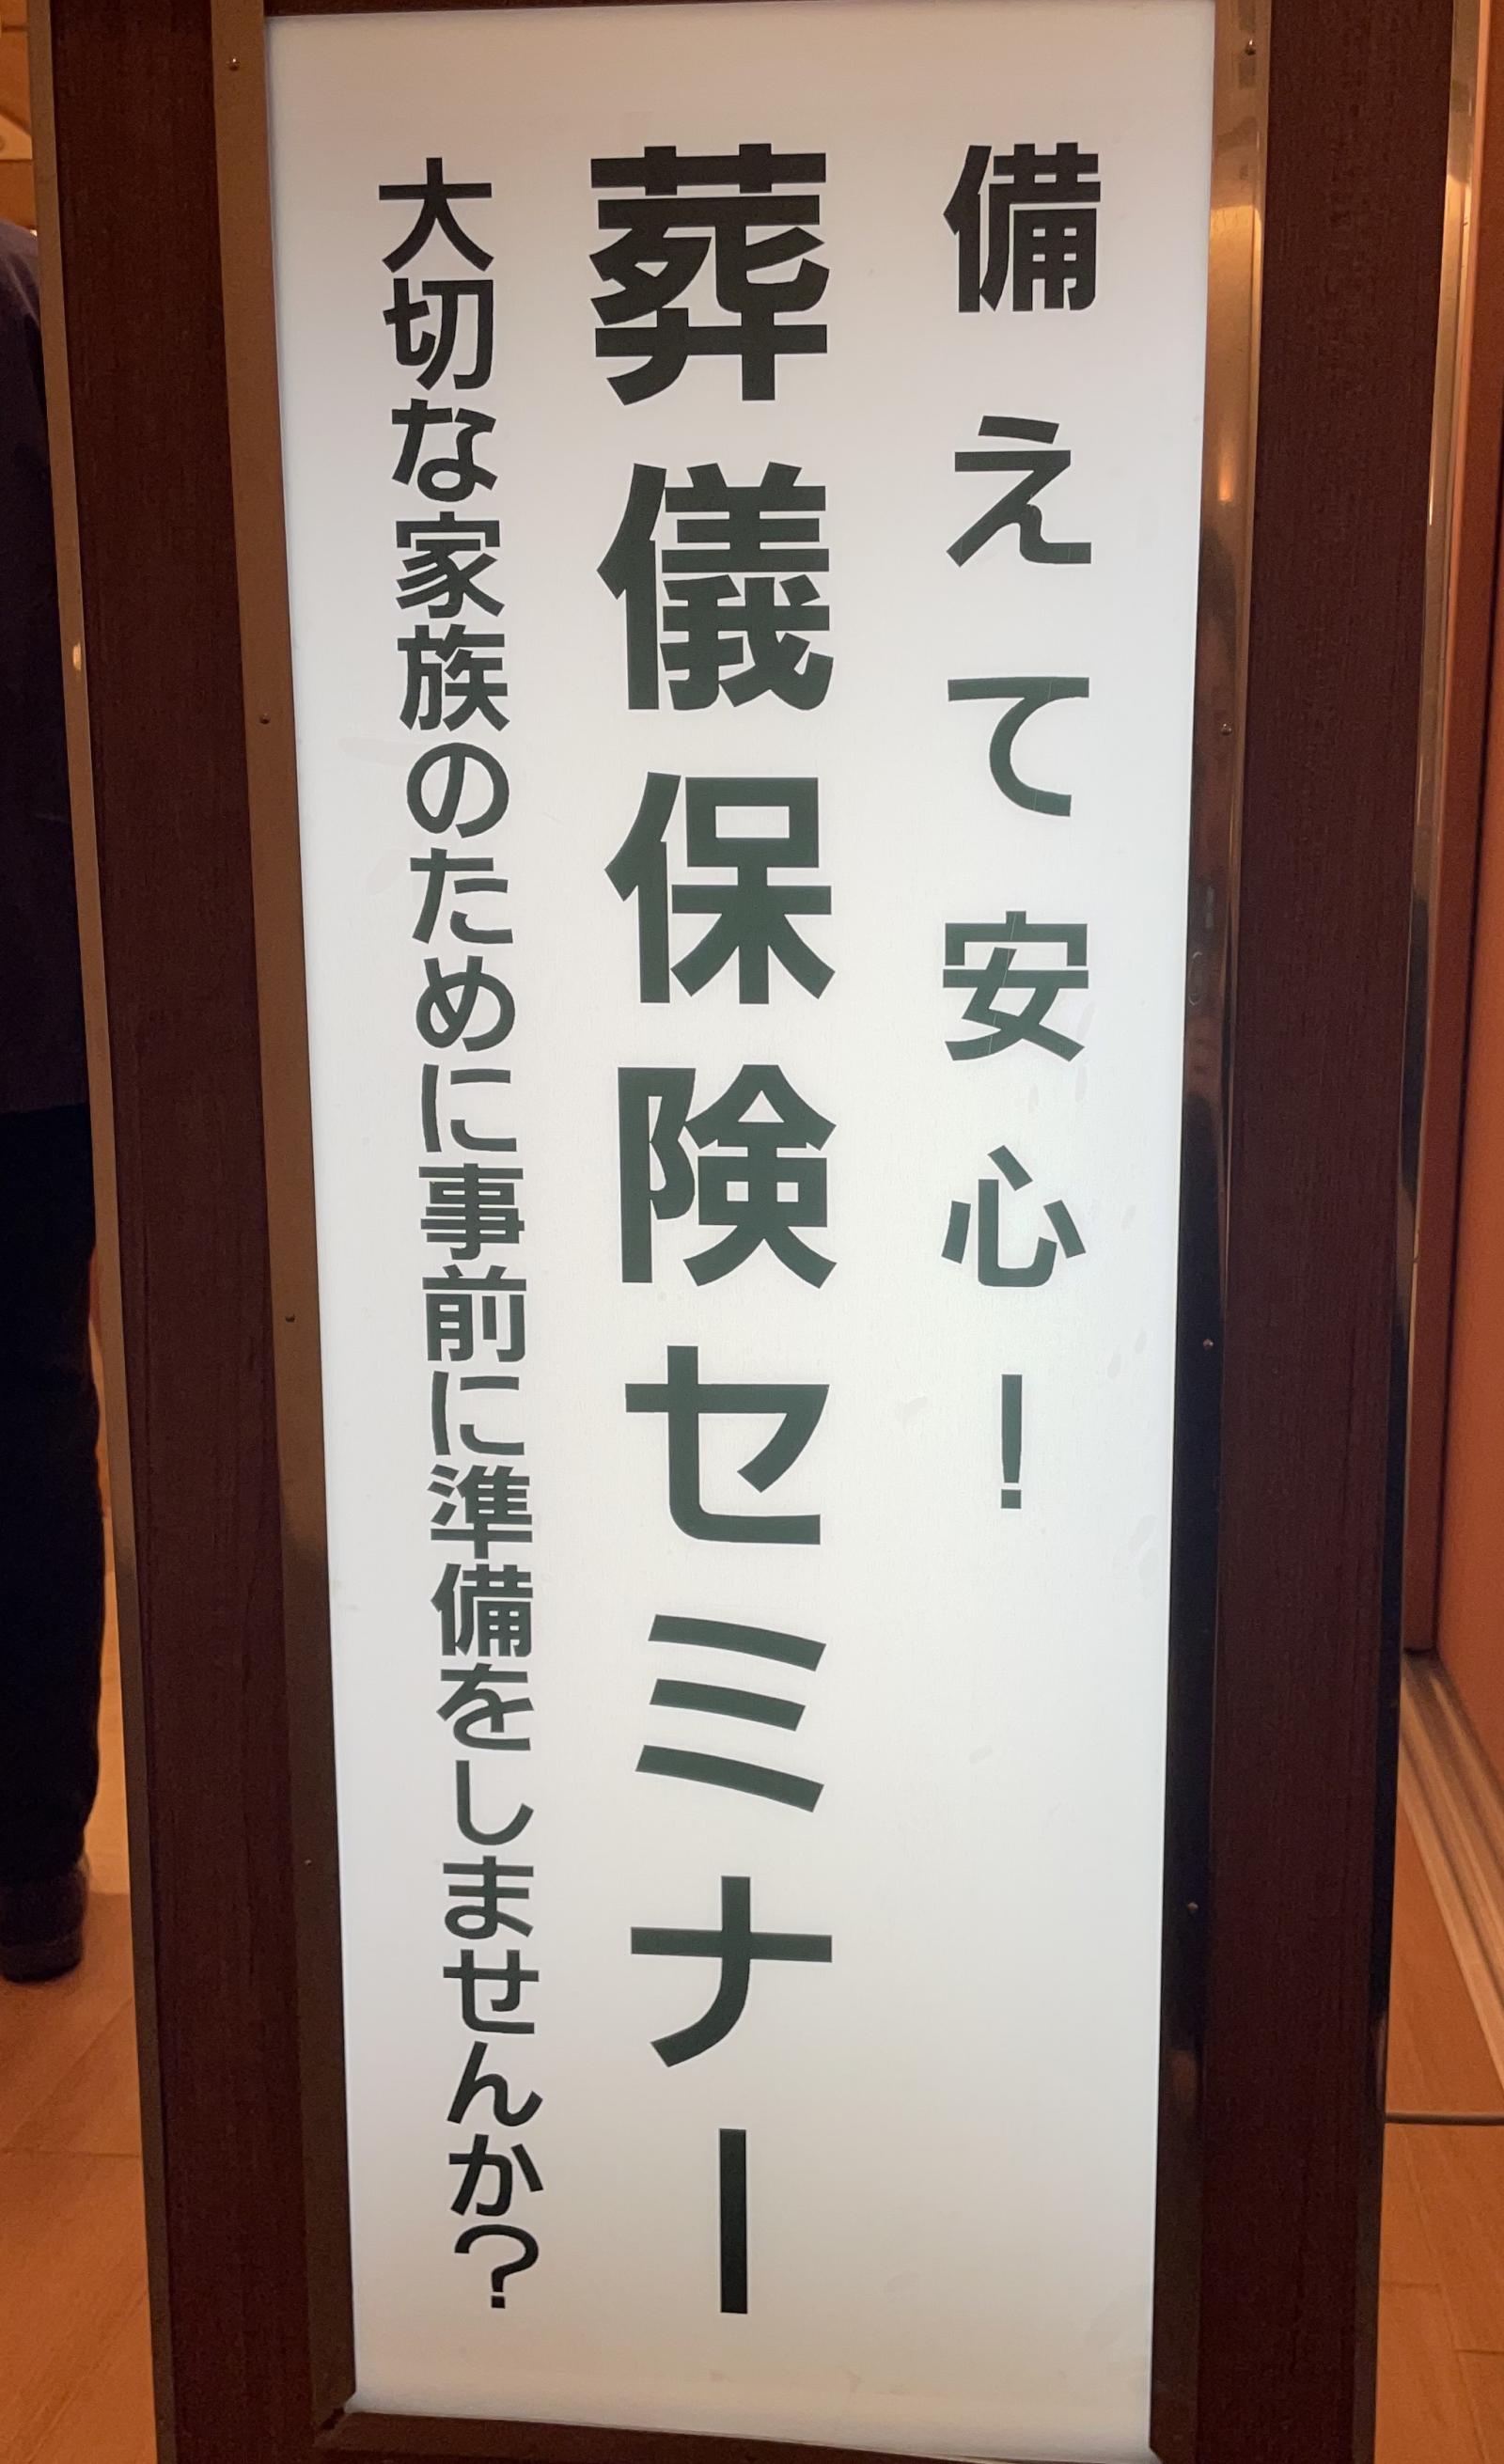 備えて安心!
葬儀保険セミナー
大切な家族のために事前に準備をしませんか?